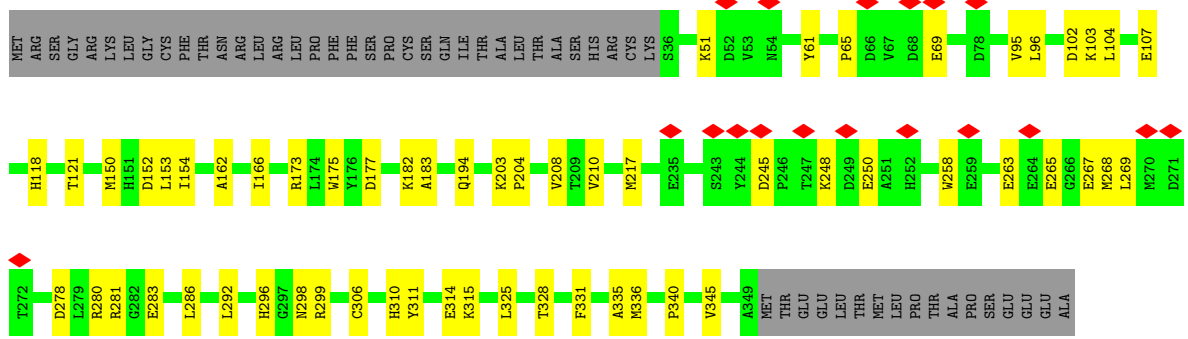 MET ARG SER GLY ARG LYS LEU GLY CYS PHE THR ASN ARG LEU ARG LEU PRO PHE PHE SER PRO CYS SER GLN ILE THR ALA LEU THR ALA SER HIS ARG CYS LYS S36 K51 D52 V53 N54 Y61 P65 D66 V67 D68 E69 D78 V95 L96 D102 K103 L104 E107
H118 T121 M150 H151 D152 L153 I154 A162 I166 R173 L174 W175 Y176 D177 K182 A183 Q194 K203 P204 V208 T209 V210 M217 E235 S243 Y244 D245 P246 T247 K248 D249 E250 A251 H252 W258 E259 E263 E264 E265 G266 E267 M268 L269 M270 D271
T272 D278 L279 R280 R281 G282 E283 L286 L292 H296 G297 N298 R299 C306 H310 Y311 E314 K315 L325 T328 F331 A335 M336 P340 V345 A349 MET THR GLU GLU LEU THR MET LEU PRO THR ALA PRO SER GLU GLU GLU ALA